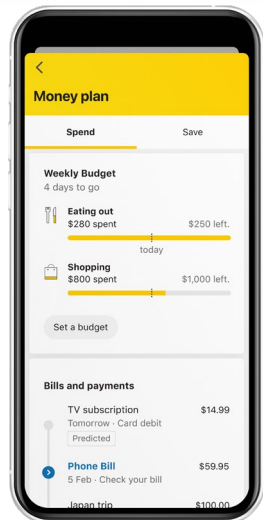 Money plan
Spend Save
Weekly Budget
4 days to go
Eating out
$280 spent $250 left.
today
Shopping
$800 spent $1,000 left.
Set a budget
Bills and payments
TV subscription $14.99
Tomorrow · Card debit
Predicted
Phone Bill $59.95
5 Feb · Check your bill
Japan trip $100.00